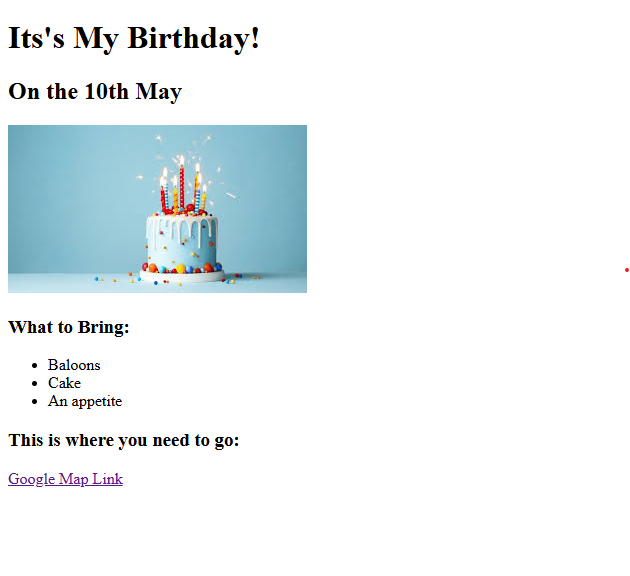 Its's My Birthday!
On the 10th May
What to Bring:
Baloons
Cake
An appetite
This is where you need to go:
Google Map Link